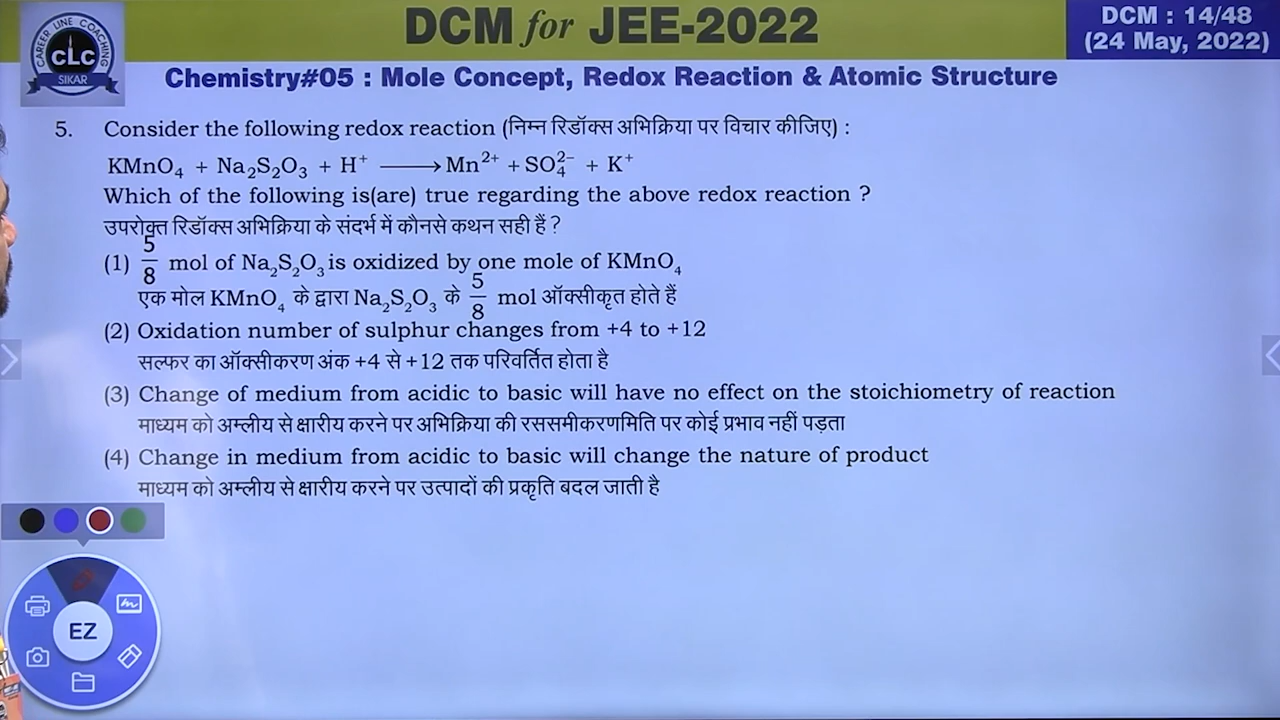 CAREER LINE COACHING
CLC
SIKAR
DCM for JEE-2022
DCM : 14/48
(24 May, 2022)
Chemistry#05 : Mole Concept, Redox Reaction & Atomic Structure
5. Consider the following redox reaction (निम्न रिडॉक्स अभिक्रिया पर विचार कीजिए) :
KMnO₄ + Na₂S₂O₃ + H⁺ ⟶ Mn²⁺ + SO₄²⁻ + K⁺
Which of the following is(are) true regarding the above redox reaction ?
उपरोक्त रिडॉक्स अभिक्रिया के संदर्भ में कौनसे कथन सही हैं ?
(1) 5/8 mol of Na₂S₂O₃ is oxidized by one mole of KMnO₄
एक मोल KMnO₄ के द्वारा Na₂S₂O₃ के 5/8 mol ऑक्सीकृत होते हैं
(2) Oxidation number of sulphur changes from +4 to +12
सल्फर का ऑक्सीकरण अंक +4 से +12 तक परिवर्तित होता है
(3) Change of medium from acidic to basic will have no effect on the stoichiometry of reaction
माध्यम को अम्लीय से क्षारीय करने पर अभिक्रिया की रससमीकरणमिति पर कोई प्रभाव नहीं पड़ता
(4) Change in medium from acidic to basic will change the nature of product
माध्यम को अम्लीय से क्षारीय करने पर उत्पादों की प्रकृति बदल जाती है
EZ